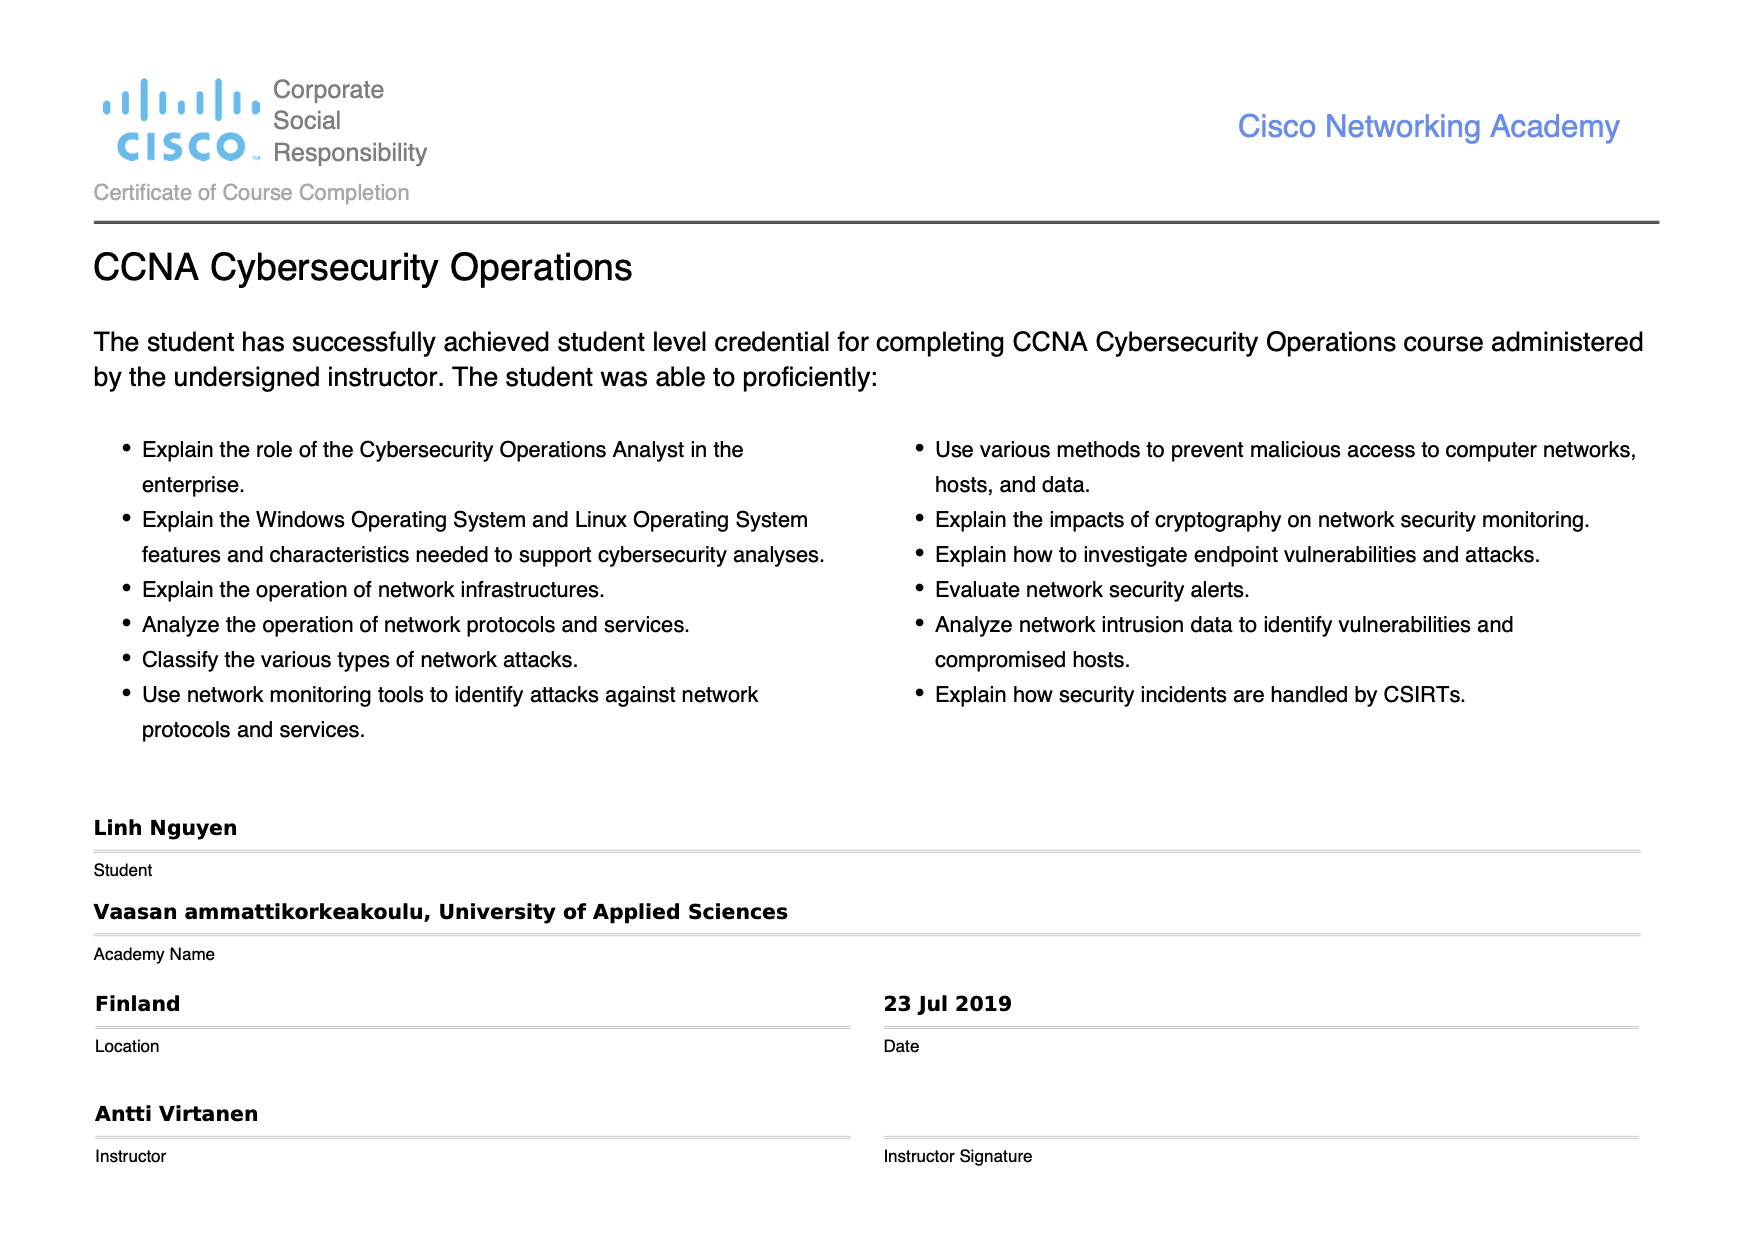 Corporate
Social
Responsibility
CISCO™
Cisco Networking Academy
Certificate of Course Completion
CCNA Cybersecurity Operations
The student has successfully achieved student level credential for completing CCNA Cybersecurity Operations course administered
by the undersigned instructor. The student was able to proficiently:
• Explain the role of the Cybersecurity Operations Analyst in the
enterprise.
• Explain the Windows Operating System and Linux Operating System
features and characteristics needed to support cybersecurity analyses.
• Explain the operation of network infrastructures.
• Analyze the operation of network protocols and services.
• Classify the various types of network attacks.
• Use network monitoring tools to identify attacks against network
protocols and services.
• Use various methods to prevent malicious access to computer networks,
hosts, and data.
• Explain the impacts of cryptography on network security monitoring.
• Explain how to investigate endpoint vulnerabilities and attacks.
• Evaluate network security alerts.
• Analyze network intrusion data to identify vulnerabilities and
compromised hosts.
• Explain how security incidents are handled by CSIRTs.
Linh Nguyen
Student
Vaasan ammattikorkeakoulu, University of Applied Sciences
Academy Name
Finland
Location
23 Jul 2019
Date
Antti Virtanen
Instructor
Instructor Signature